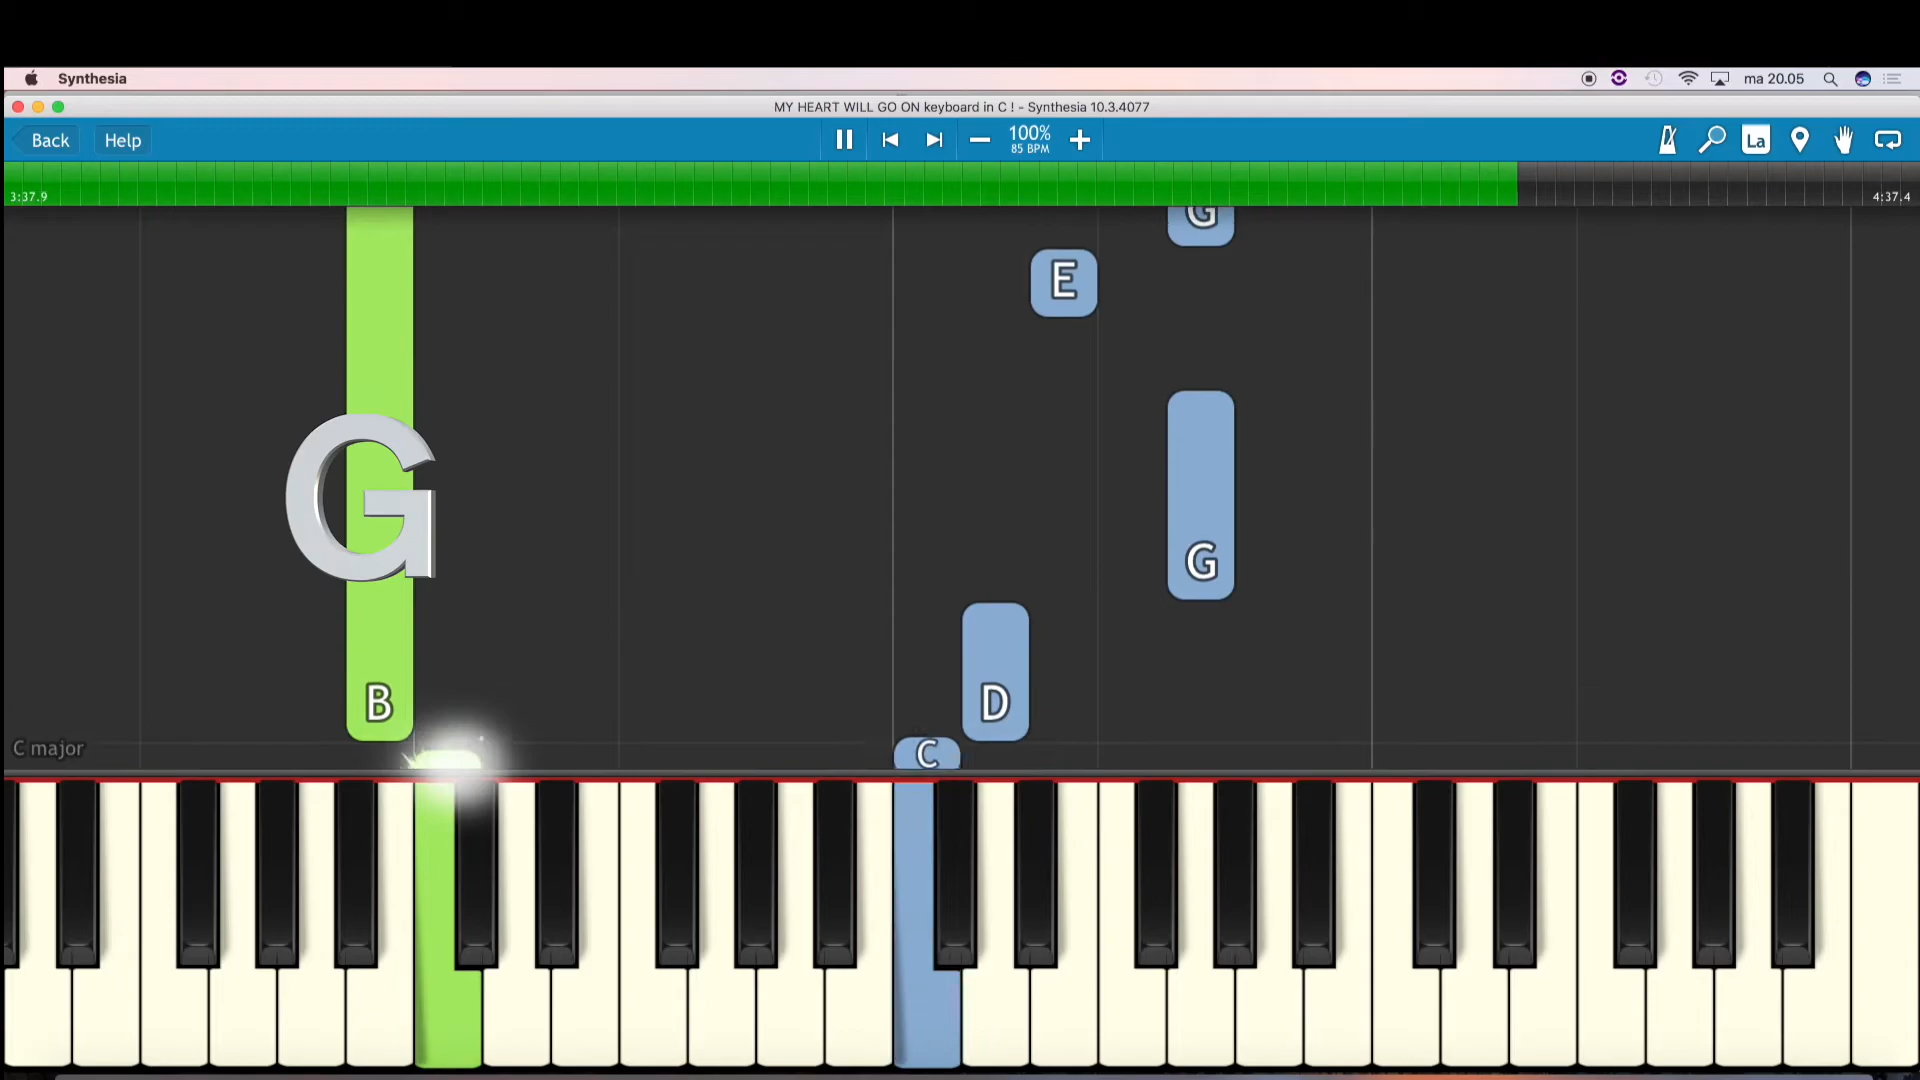 Synthesia
ma 20.05
MY HEART WILL GO ON keyboard in C ! - Synthesia 10.3.4077
Back
Help
100%
85 BPM
La
3:37.9
4:37.4
G
E
G
G
B
D
C major
C